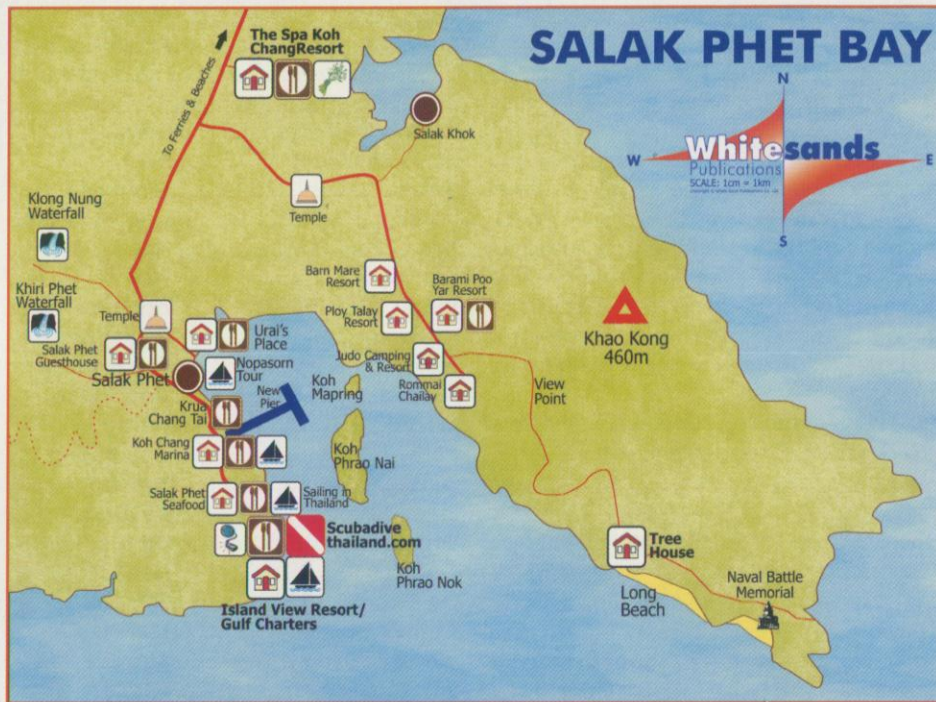 SALAK PHET BAY
The Spa Koh
ChangResort
To Ferries & Beaches
Salak Khok
N
W
E
S
Whitesands
Publications
SCALE: 1cm = 1km
Temple
Klong Nung
Waterfall
Khiri Phet
Waterfall
Temple
Salak Phet
Guesthouse
Salak Phet
Urai's
Place
Nopasorn
Tour
New
Pier
Krua
Chang Tai
Koh Chang
Marina
Salak Phet
Seafood
Sailing in
Thailand
Scubadive
thailand.com
Island View Resort/
Gulf Charters
Barn Mare
Resort
Ploy Talay
Resort
Barami Poo
Yar Resort
Judo Camping
& Resort
Rommai
Chailay
Koh
Mapring
Koh
Phrao Nai
Koh
Phrao Nok
Khao Kong
460m
View
Point
Tree
House
Long
Beach
Naval Battle
Memorial